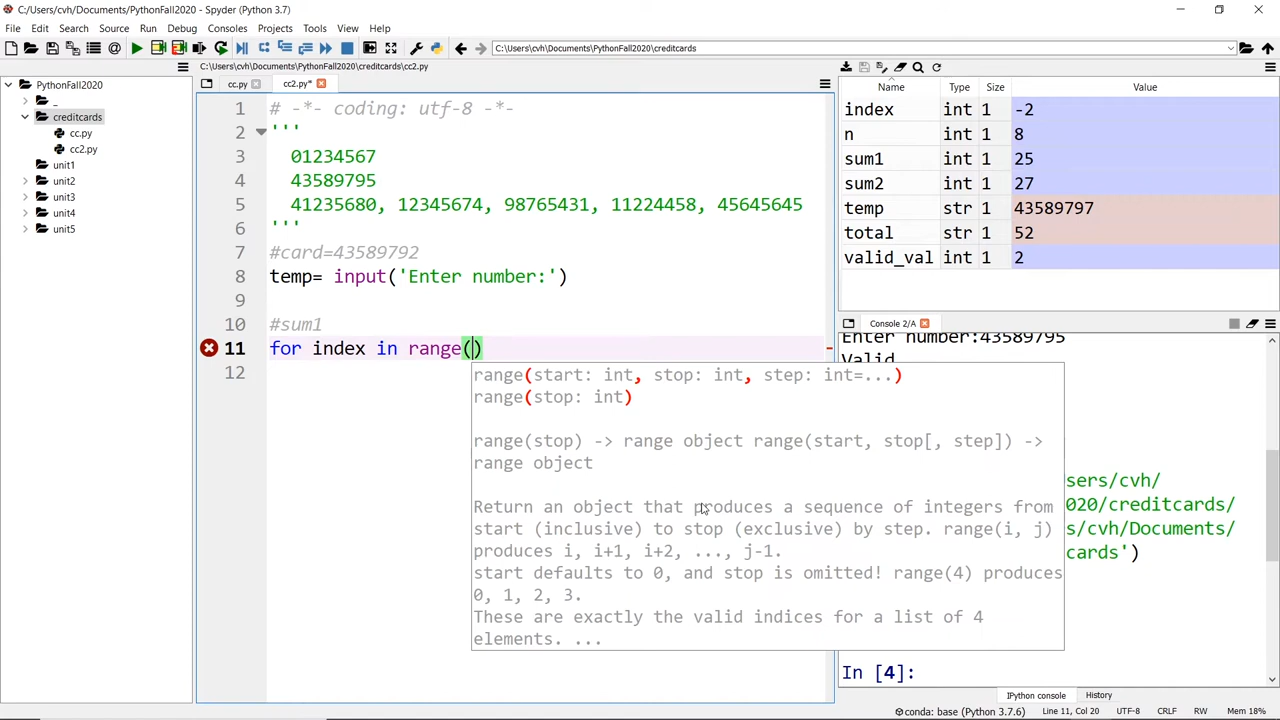 C:\Users\cvh\Documents\PythonFall2020 - Spyder (Python 3.7)
File Edit Search Source Run Debug Consoles Projects Tools View Help
C:\Users\cvh\Documents\PythonFall2020\creditcards
C:\Users\cvh\Documents\PythonFall2020\creditcards\cc2.py
PythonFall2020
_
creditcards
cc.py
cc2.py
unit1
unit2
unit3
unit4
unit5
cc.py cc2.py*
1 # -*- coding: utf-8 -*-
2 '''
3 01234567
4 43589795
5 41235680, 12345674, 98765431, 11224458, 45645645
6 '''
7 #card=43589792
8 temp= input('Enter number:')
9
10 #sum1
11 for index in range()
12
range(start: int, stop: int, step: int=...)
range(stop: int)
range(stop) -> range object range(start, stop[, step]) ->
range object
Return an object that produces a sequence of integers from
start (inclusive) to stop (exclusive) by step. range(i, j)
produces i, i+1, i+2, ..., j-1.
start defaults to 0, and stop is omitted! range(4) produces
0, 1, 2, 3.
These are exactly the valid indices for a list of 4
elements. ...
Name Type Size Value
index int 1 -2
n int 1 8
sum1 int 1 25
sum2 int 1 27
temp str 1 43589797
total str 1 52
valid_val int 1 2
Console 2/A
Enter number:43589795
Valid
sers/cvh/
020/creditcards/
s/cvh/Documents/
cards')
In [4]:
IPython console History
conda: base (Python 3.7.6) Line 11, Col 20 UTF-8 CRLF RW Mem 18%